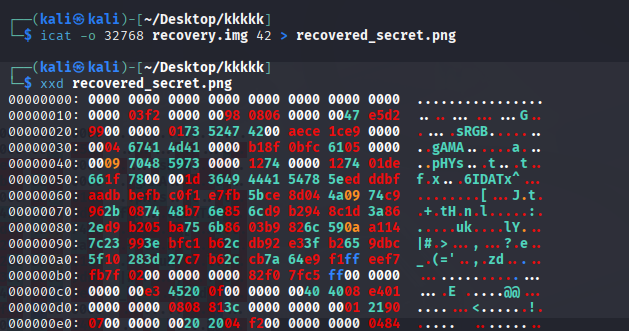 ┌──(kali㉿kali)-[~/Desktop/kkkkk]
└─$ icat -o 32768 recovery.img 42 > recovered_secret.png
┌──(kali㉿kali)-[~/Desktop/kkkkk]
└─$ xxd recovered_secret.png
00000000: 0000 0000 0000 0000 0000 0000 0000 0000  ................
00000010: 0000 03f2 0000 0098 0806 0000 0047 e5d2  .............G..
00000020: 9900 0000 0173 5247 4200 aece 1ce9 0000  .....sRGB.......
00000030: 0004 6741 4d41 0000 b18f 0bfc 6105 0000  ..gAMA......a...
00000040: 0009 7048 5973 0000 1274 0000 1274 01de  ..pHYs...t...t..
00000050: 661f 7800 001d 3649 4441 5478 5eed ddbf  f.x...6IDATx^...
00000060: aadb befb c0f1 e7fb 5bce 8d04 4a09 74c9  ........[...J.t.
00000070: 962b 0874 48b7 6e85 6cd9 b294 8c1d 3a86  .+.tH.n.l.....:.
00000080: 2ed9 b205 ba75 6b86 03b9 826c 590a a114  .....uk....lY...
00000090: 7c23 993e bfc1 b62c db92 e33f b265 9dbc  |#.>...,...?.e..
000000a0: 5f10 283d 27c7 b62c cb7a 64e9 f1ff eef7  _.(='..,.zd.....
000000b0: fb7f 0200 0000 0000 82f0 7fc5 ff00 0000  ................
000000c0: 0000 00e3 4520 0f00 0000 0040 4008 e401  ....E .....@@...
000000d0: 0000 0000 0808 813c 0000 0000 0001 2190  .......<......!.
000000e0: 0700 0000 0020 2004 f200 0000 0000 0484  .....  .........